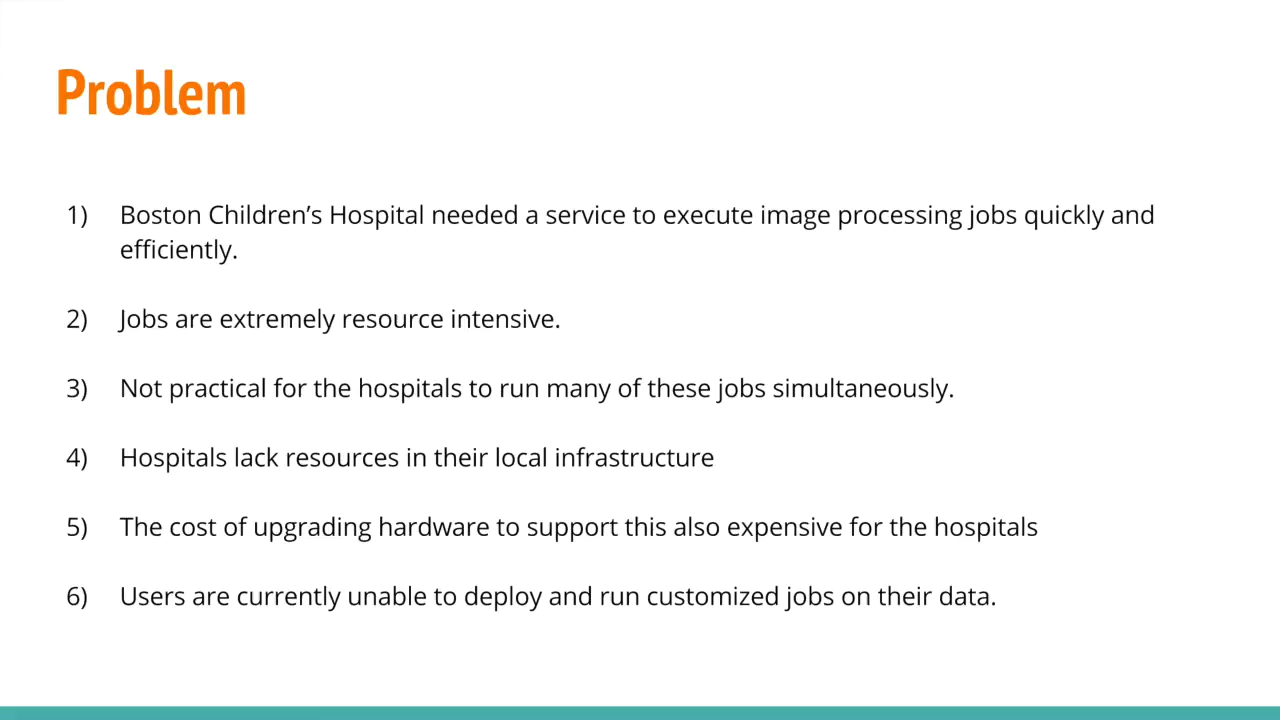 Problem
1) Boston Children’s Hospital needed a service to execute image processing jobs quickly and
efficiently.
2) Jobs are extremely resource intensive.
3) Not practical for the hospitals to run many of these jobs simultaneously.
4) Hospitals lack resources in their local infrastructure
5) The cost of upgrading hardware to support this also expensive for the hospitals
6) Users are currently unable to deploy and run customized jobs on their data.